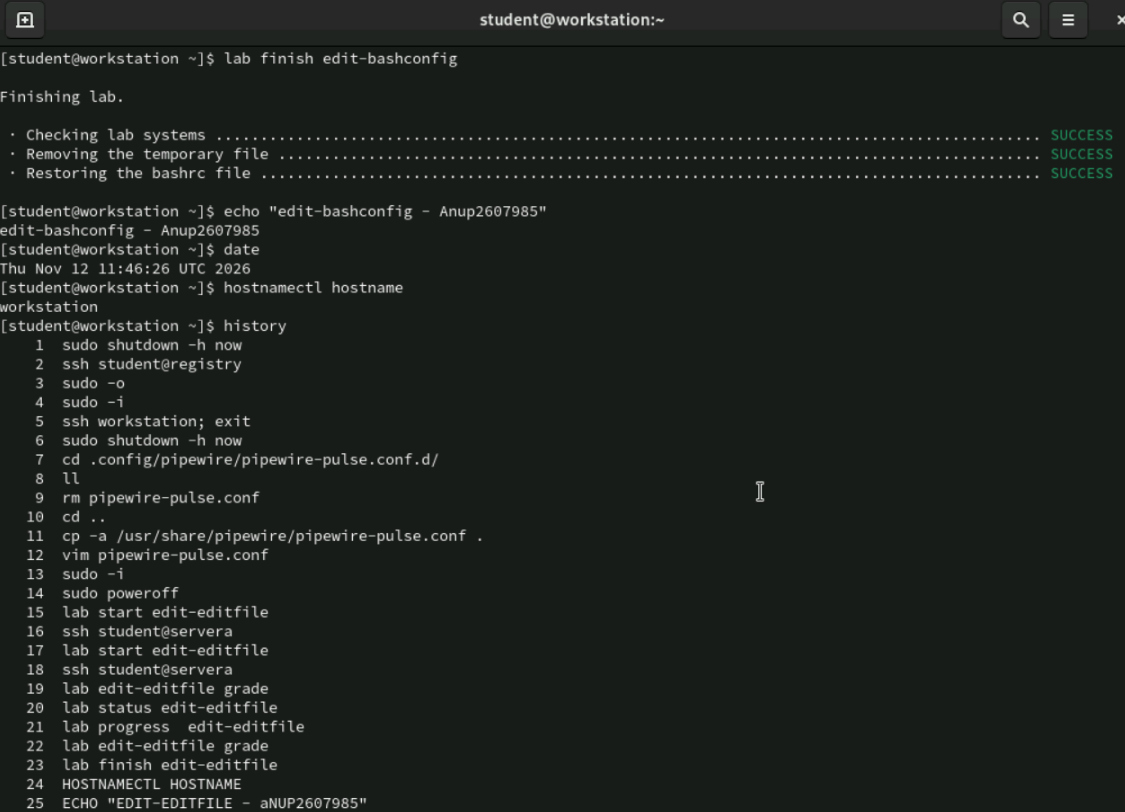 student@workstation:~
[student@workstation ~]$ lab finish edit-bashconfig
Finishing lab.
· Checking lab systems ............................................................................................ SUCCESS
· Removing the temporary file ..................................................................................... SUCCESS
· Restoring the bashrc file ....................................................................................... SUCCESS
[student@workstation ~]$ echo "edit-bashconfig - Anup2607985"
edit-bashconfig - Anup2607985
[student@workstation ~]$ date
Thu Nov 12 11:46:26 UTC 2026
[student@workstation ~]$ hostnamectl hostname
workstation
[student@workstation ~]$ history
1 sudo shutdown -h now
2 ssh student@registry
3 sudo -o
4 sudo -i
5 ssh workstation; exit
6 sudo shutdown -h now
7 cd .config/pipewire/pipewire-pulse.conf.d/
8 ll
9 rm pipewire-pulse.conf
10 cd ..
11 cp -a /usr/share/pipewire/pipewire-pulse.conf .
12 vim pipewire-pulse.conf
13 sudo -i
14 sudo poweroff
15 lab start edit-editfile
16 ssh student@servera
17 lab start edit-editfile
18 ssh student@servera
19 lab edit-editfile grade
20 lab status edit-editfile
21 lab progress  edit-editfile
22 lab edit-editfile grade
23 lab finish edit-editfile
24 HOSTNAMECTL HOSTNAME
25 ECHO "EDIT-EDITFILE - aNUP2607985"